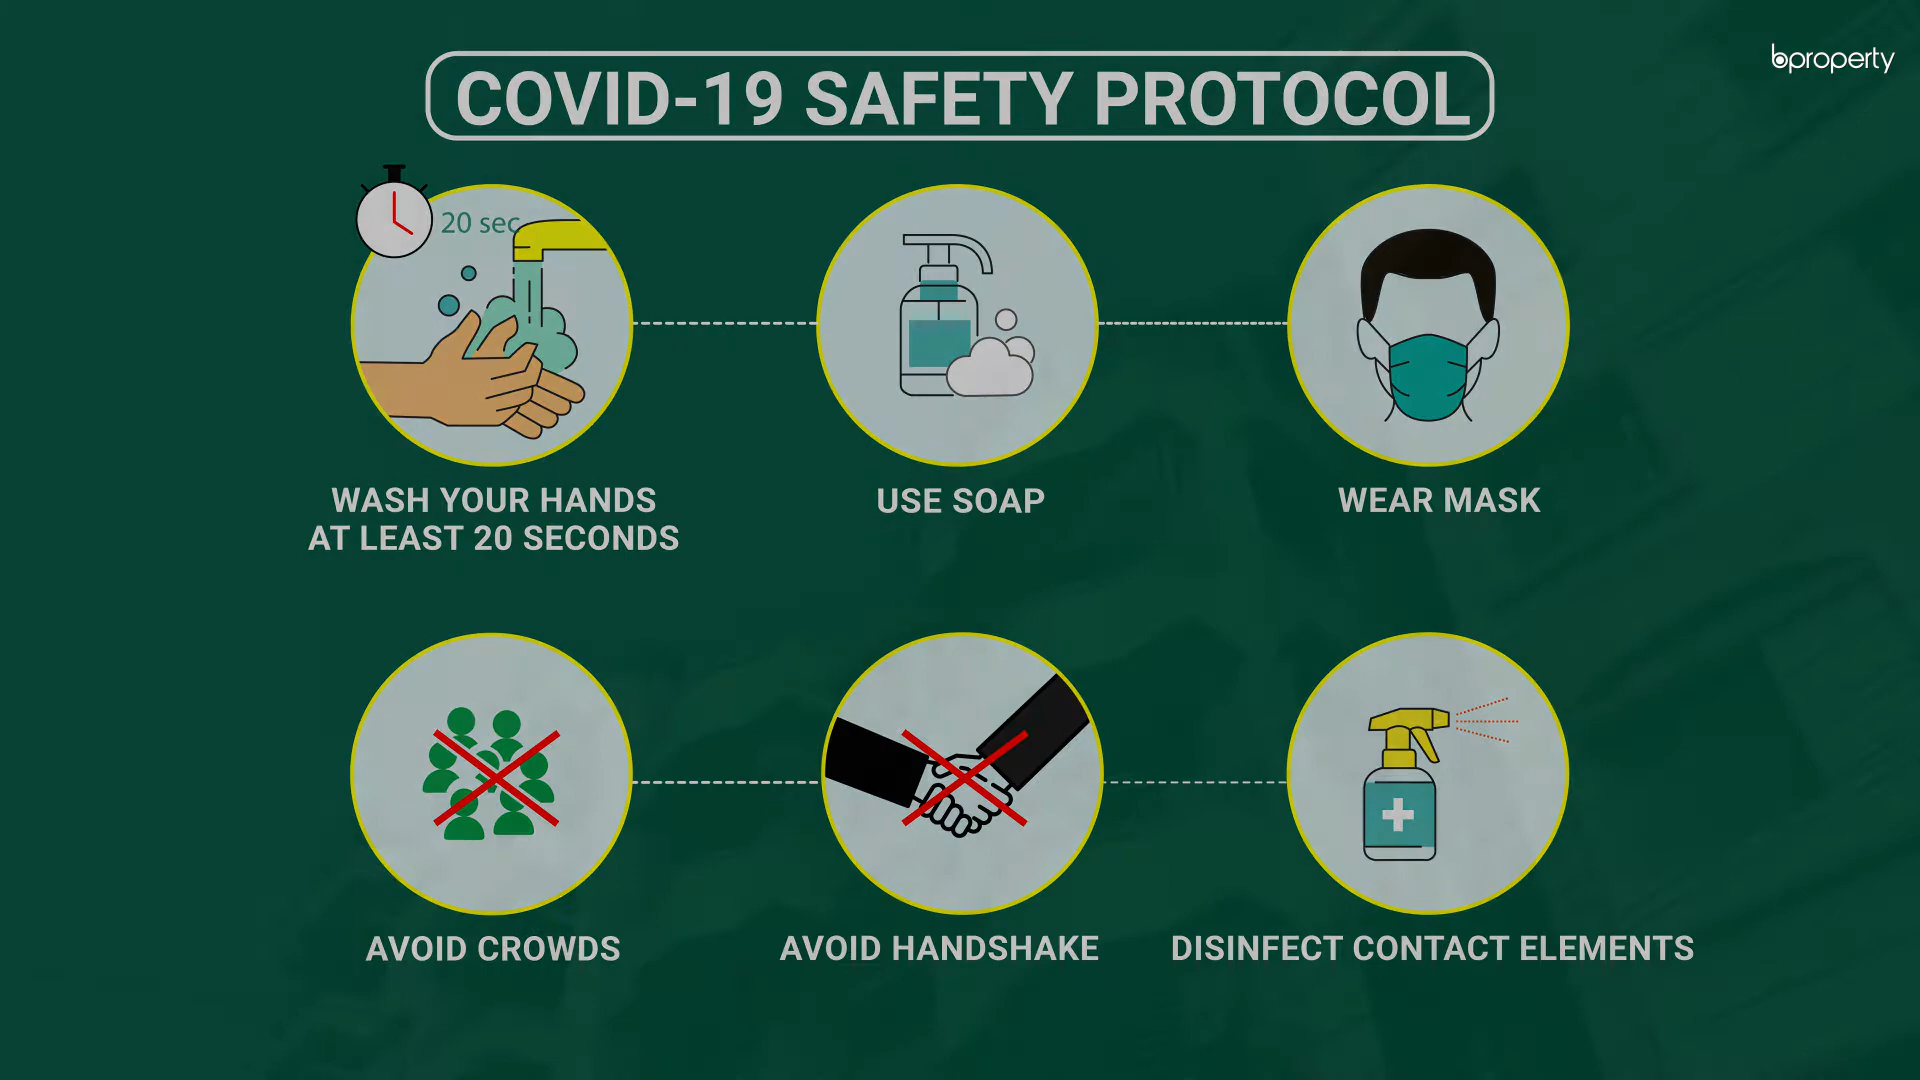 bproperty
COVID-19 SAFETY PROTOCOL
20 sec
WASH YOUR HANDS
AT LEAST 20 SECONDS
USE SOAP
WEAR MASK
AVOID CROWDS
AVOID HANDSHAKE
DISINFECT CONTACT ELEMENTS